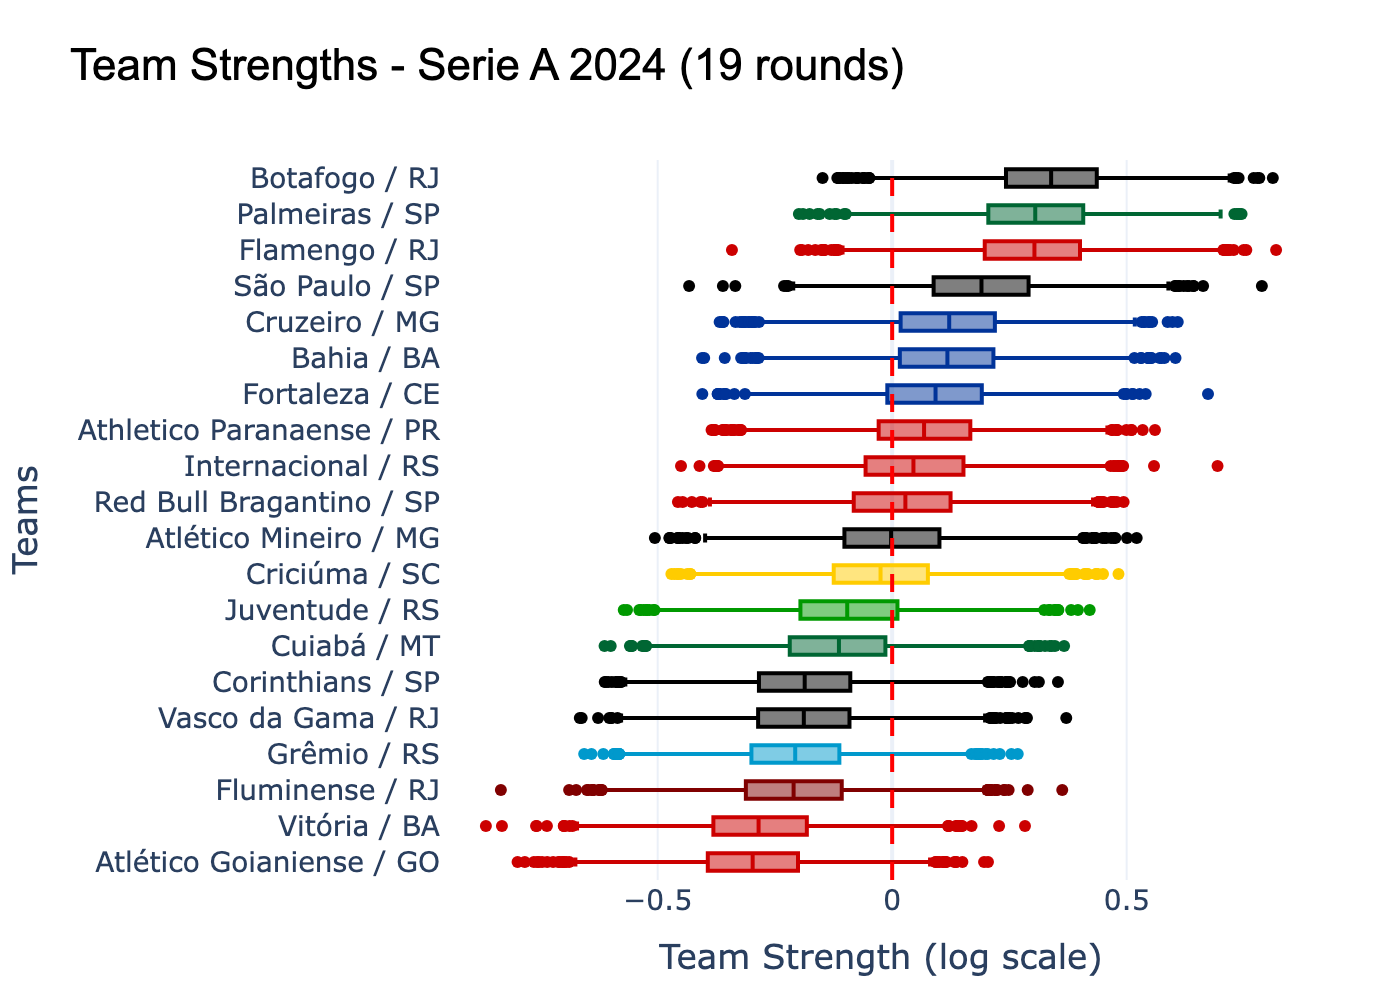 Team Strengths - Serie A 2024 (19 rounds)
Teams
Botafogo / RJ
Palmeiras / SP
Flamengo / RJ
São Paulo / SP
Cruzeiro / MG
Bahia / BA
Fortaleza / CE
Athletico Paranaense / PR
Internacional / RS
Red Bull Bragantino / SP
Atlético Mineiro / MG
Criciúma / SC
Juventude / RS
Cuiabá / MT
Corinthians / SP
Vasco da Gama / RJ
Grêmio / RS
Fluminense / RJ
Vitória / BA
Atlético Goianiense / GO
−0.5 0 0.5
Team Strength (log scale)